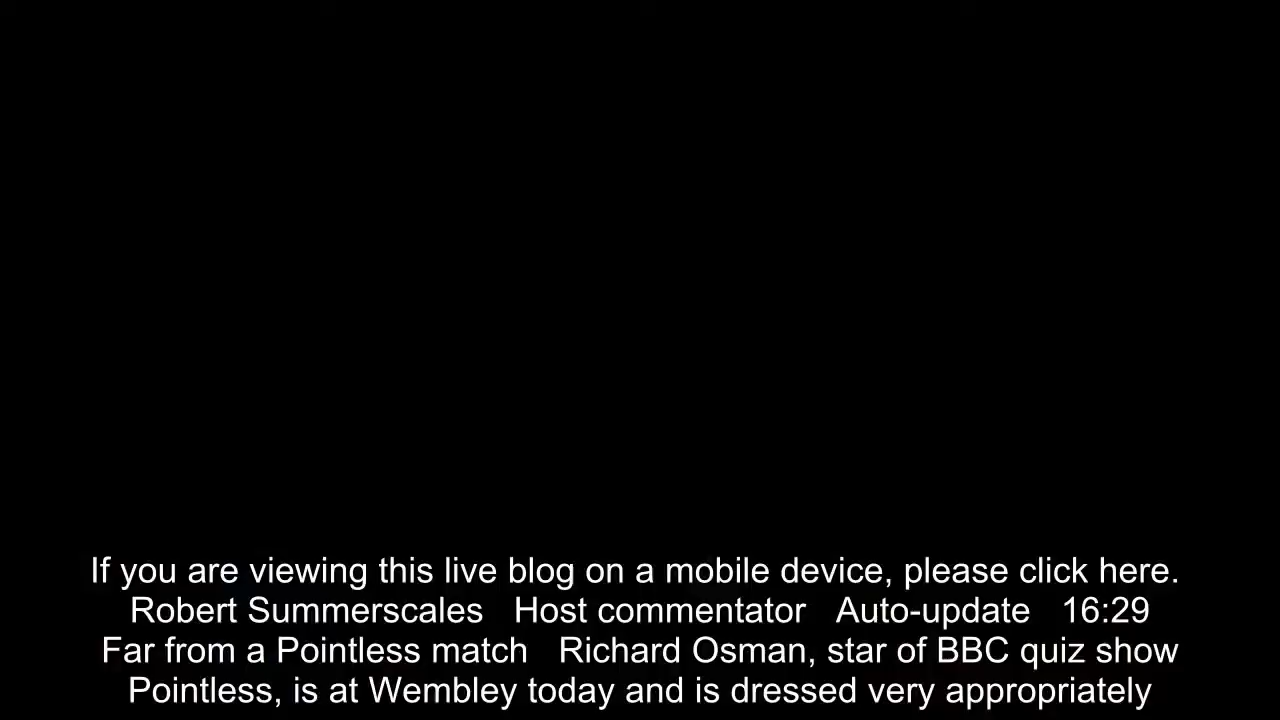 If you are viewing this live blog on a mobile device, please click here.
Robert Summerscales   Host commentator   Auto-update   16:29
Far from a Pointless match   Richard Osman, star of BBC quiz show
Pointless, is at Wembley today and is dressed very appropriately